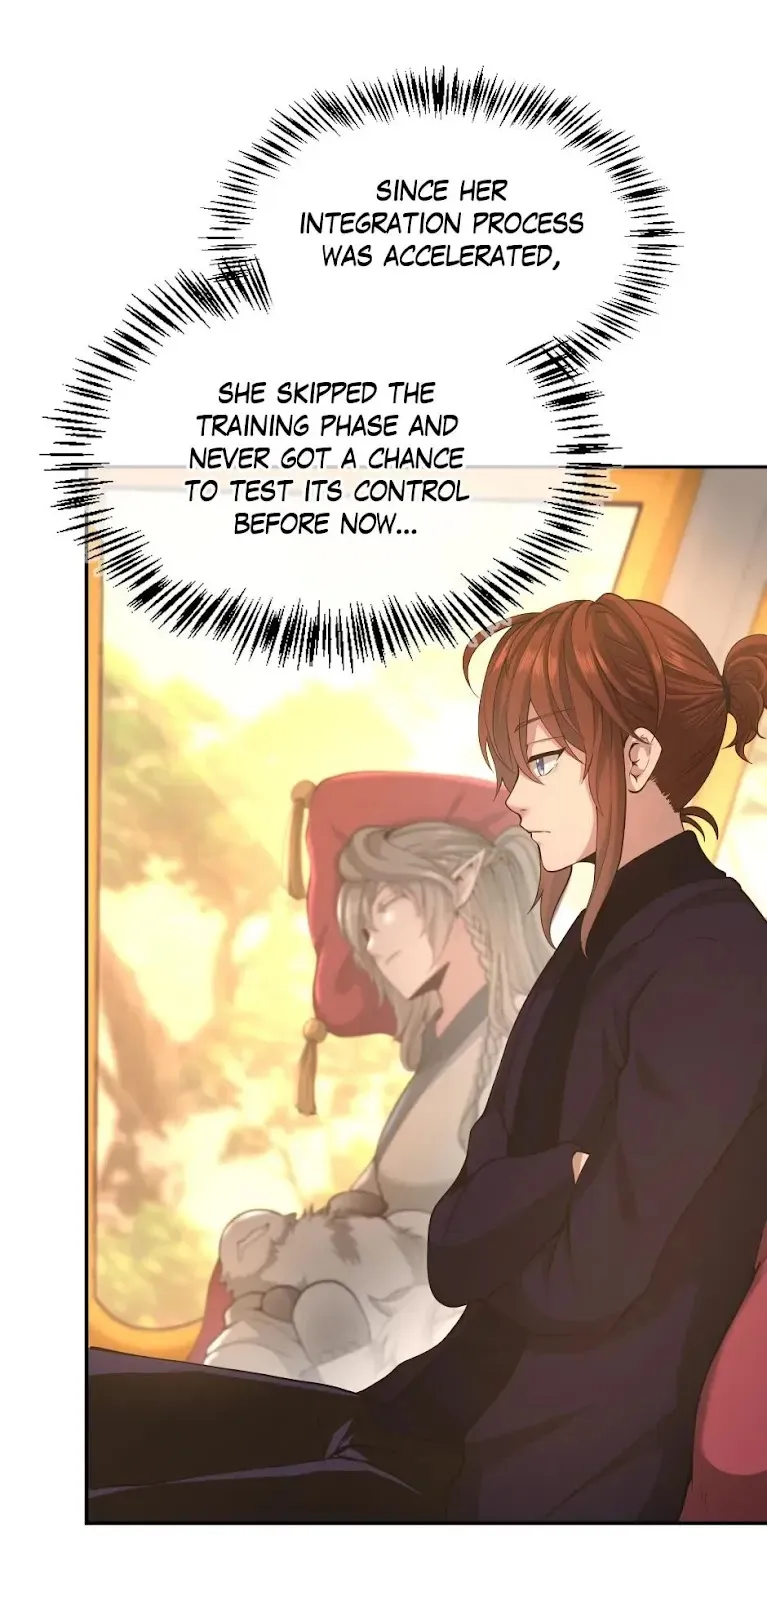 SINCE HER
INTEGRATION PROCESS
WAS ACCELERATED,
SHE SKIPPED THE
TRAINING PHASE AND
NEVER GOT A CHANCE
TO TEST ITS CONTROL
BEFORE NOW...